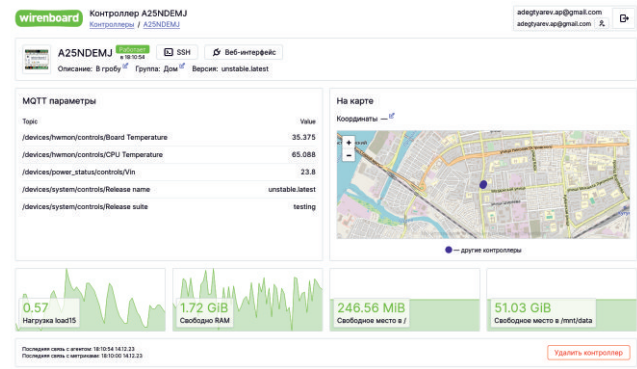 wirenboard
Контроллер A25NDEMJ
Контроллеры / A25NDEMJ
adegtyarev.ap@gmail.com
adegtyarev.ap@gmail.com
A25NDEMJ Работает SSH Веб-интерфейс
в 18:10:54
Описание: В гробу Группа: Дом Версия: unstable.latest
MQTT параметры
Topic Value
/devices/hwmon/controls/Board Temperature 35.375
/devices/hwmon/controls/CPU Temperature 65.088
/devices/power_status/controls/Vin 23.8
/devices/system/controls/Release name unstable.latest
/devices/system/controls/Release suite testing
На карте
Координаты —
+
−
— другие контроллеры
0.57
Нагрузка load15
1.72 GiB
Свободно RAM
246.56 MiB
Свободное место в /
51.03 GiB
Свободное место в /mnt/data
Последняя связь с агентом: 18:10:54 14.12.23
Последняя связь с метриками: 18:10:00 14.12.23
Удалить контроллер